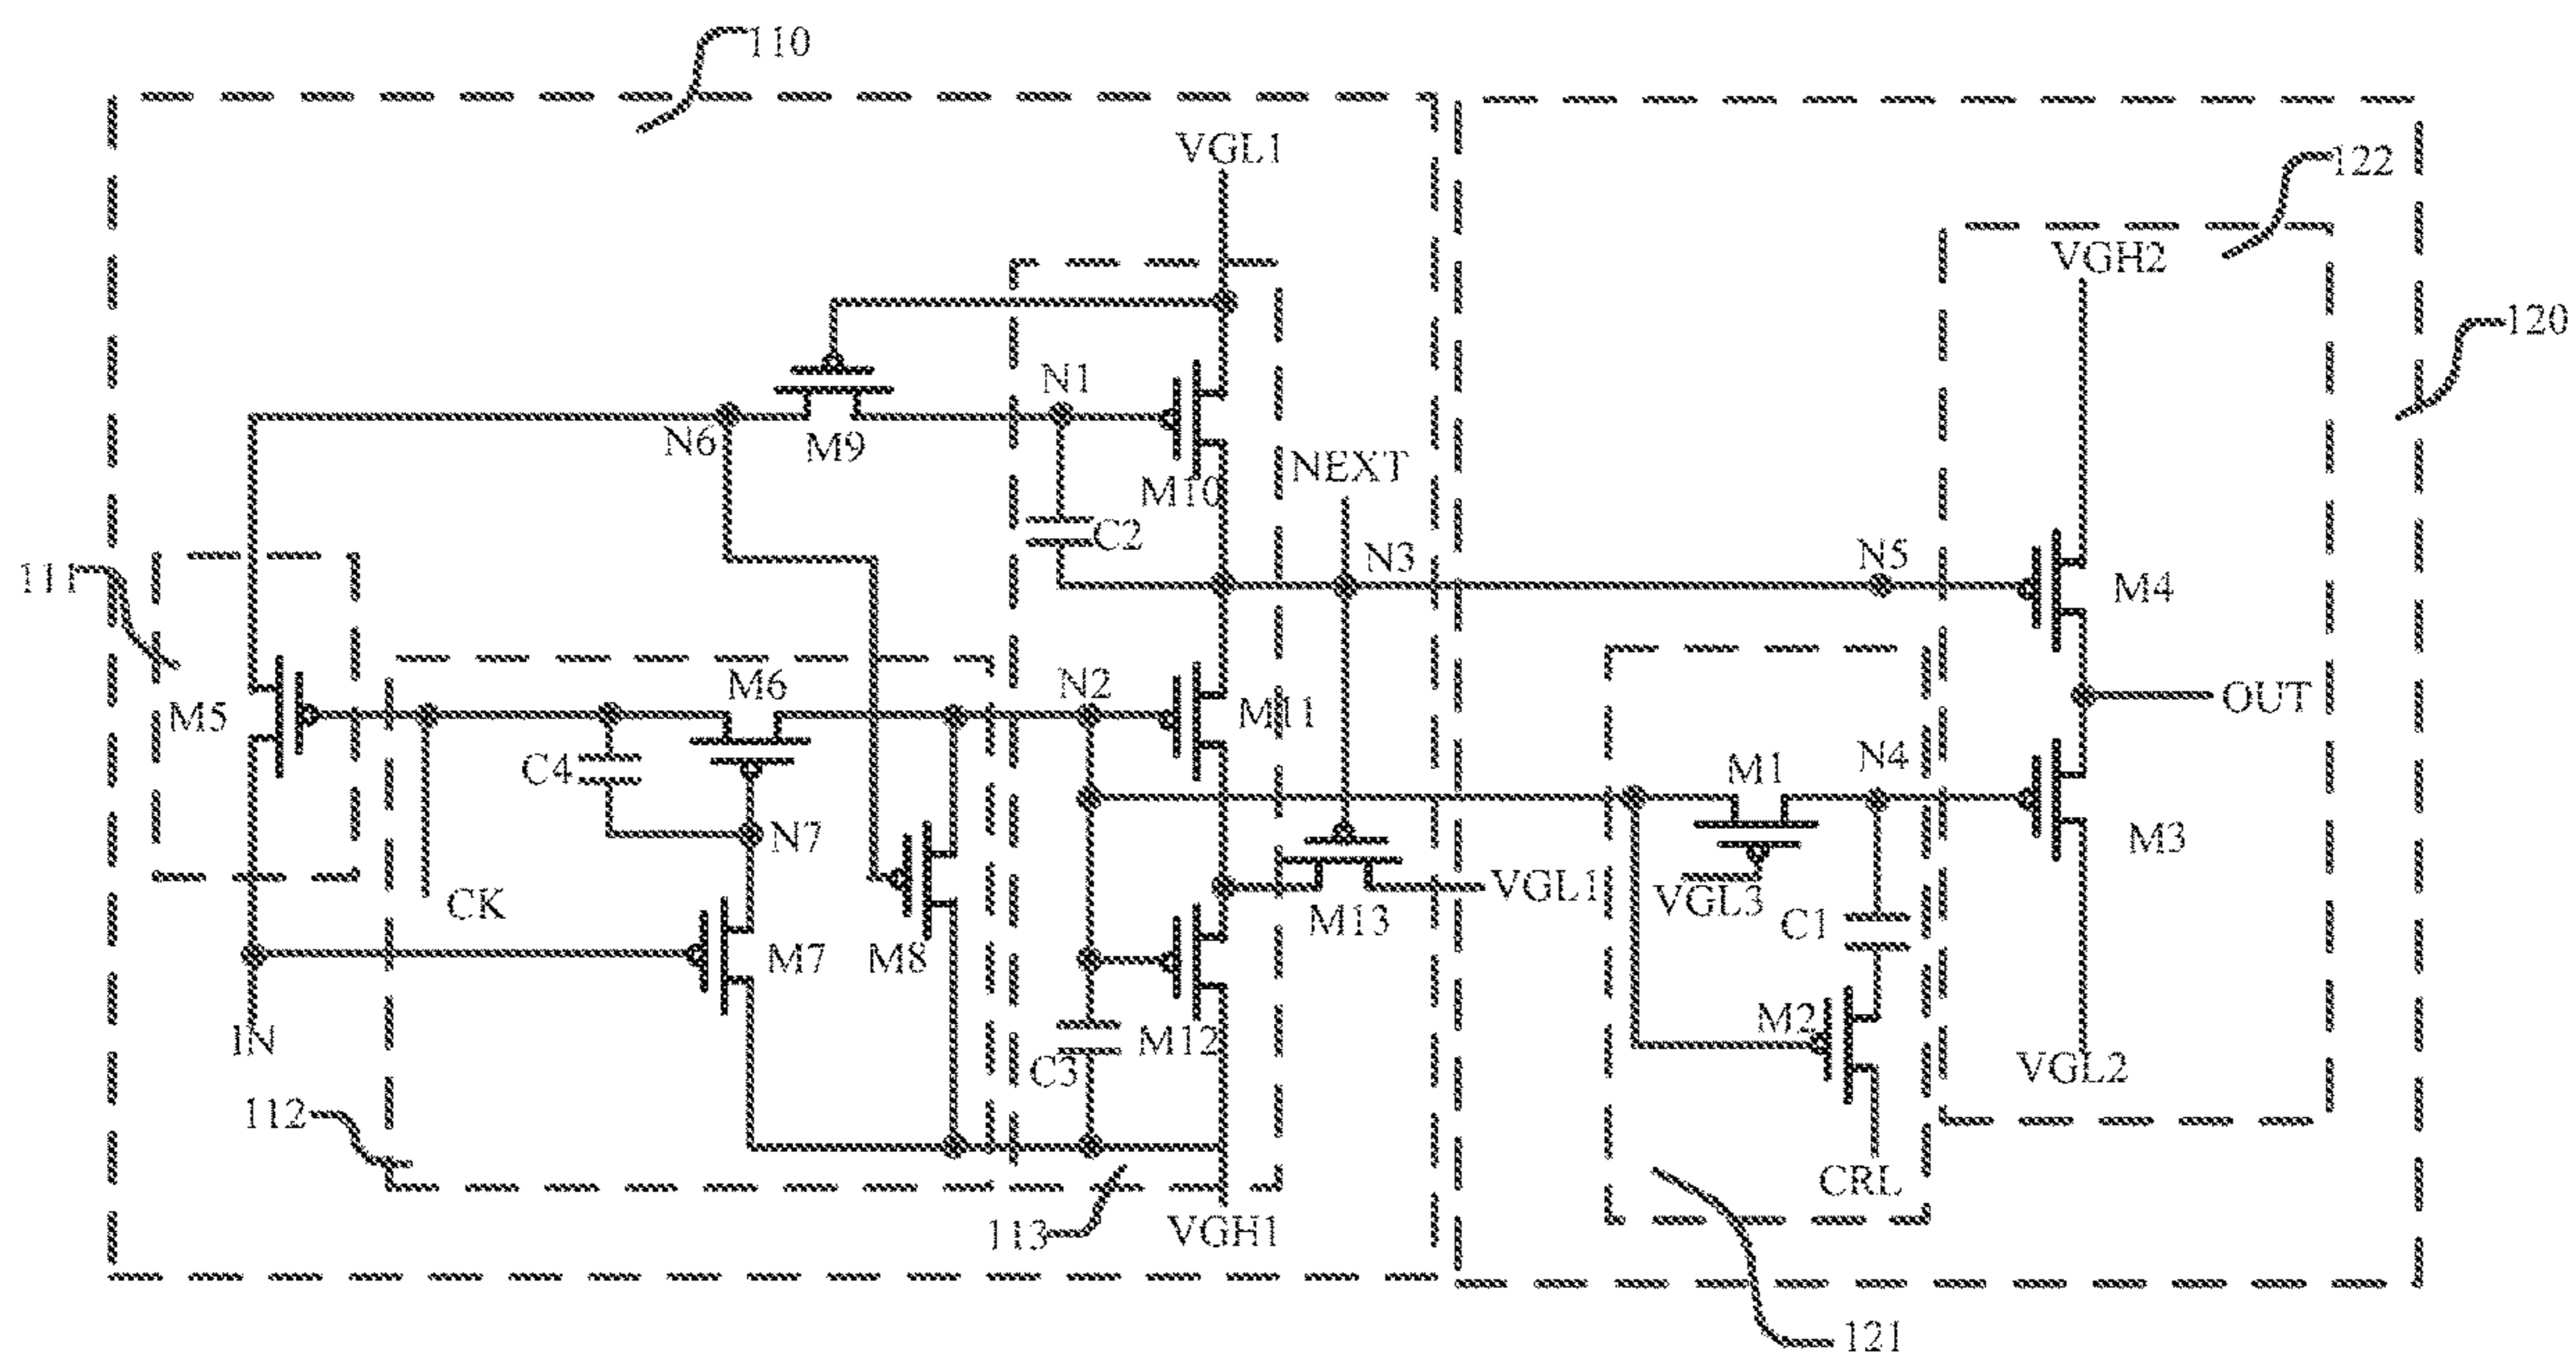 110
VGL1
122
VGH2
120
N1
N6
M9
NEXT
M10
C2
N3
N5
111
M4
M6
N2
M5
M11
OUT
C4
M1
N4
N7
M3
VGL1
VGL3
CK
M13
C1
M7
M8
M2
IN
M12
C3
VGL2
112
CRL
113
VGH1
121